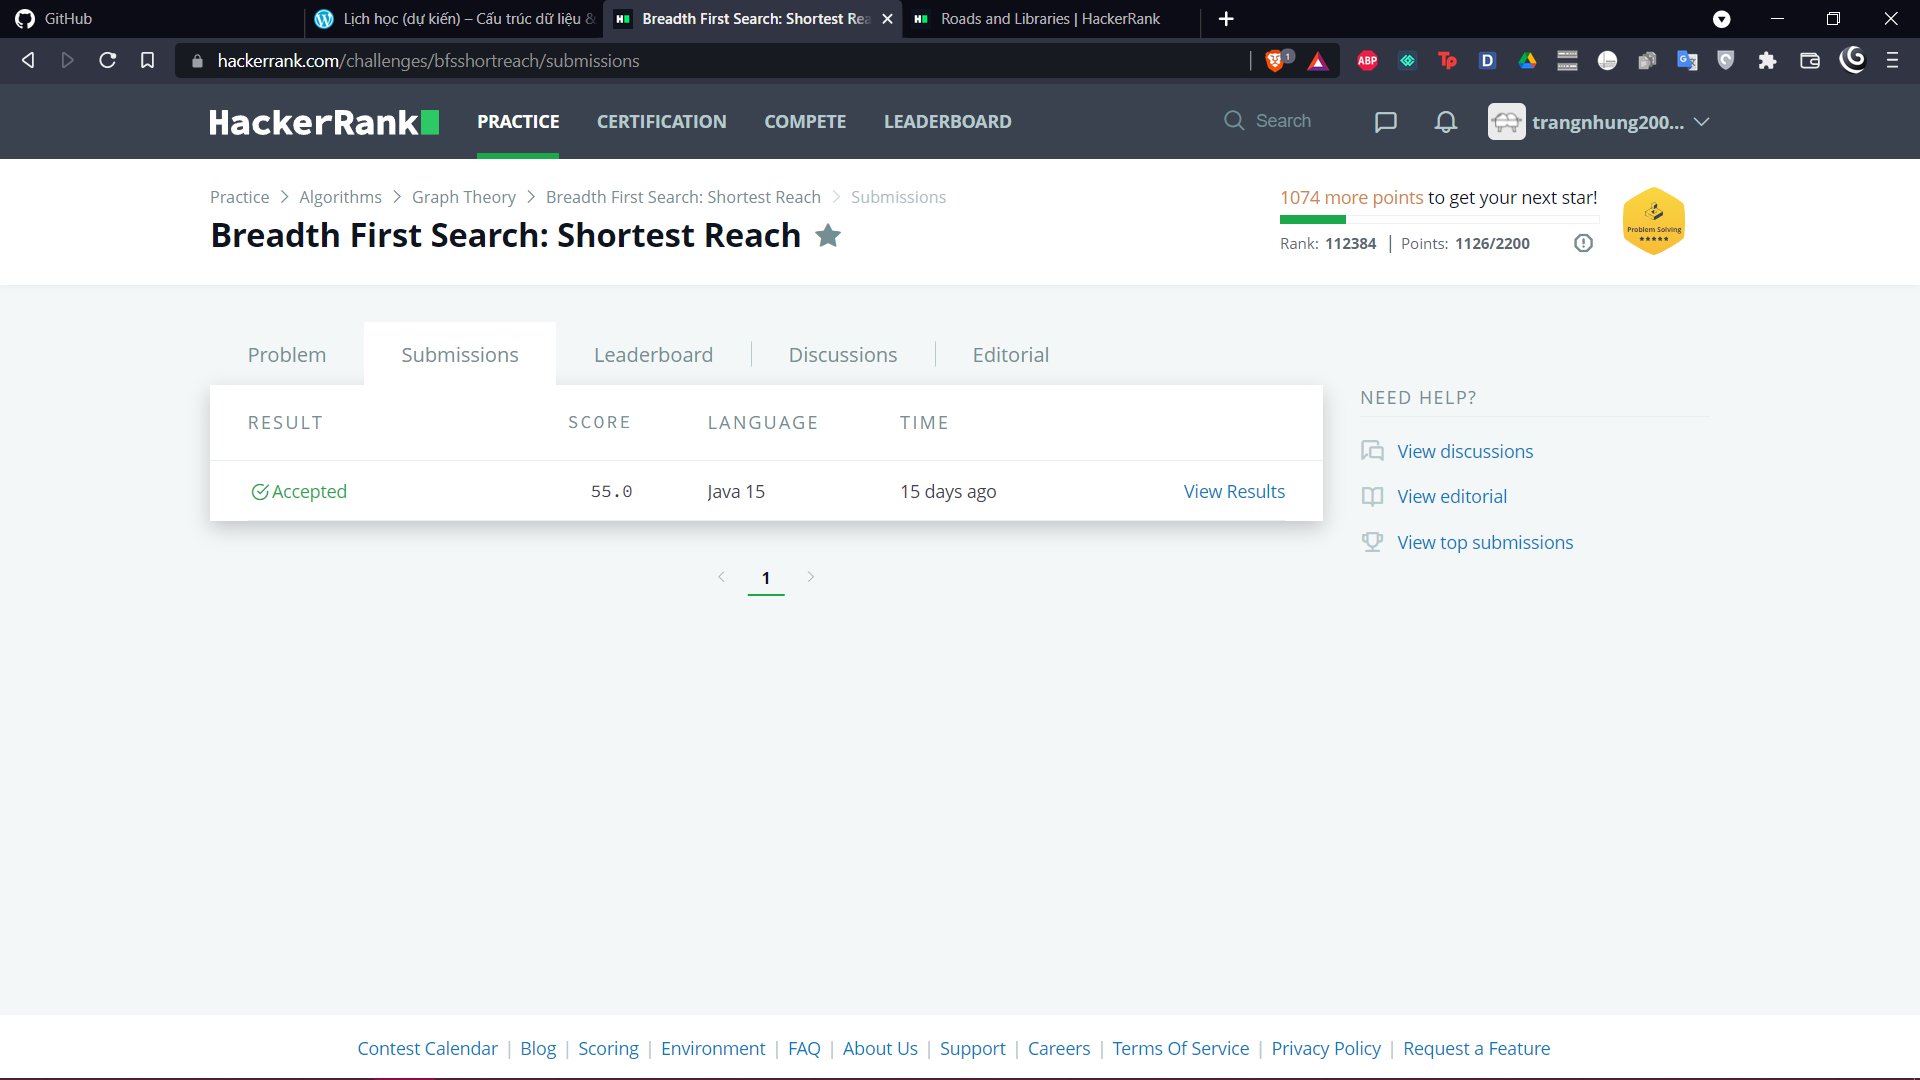 GitHub
Lịch học (dự kiến) – Cấu trúc dữ liệu &
Breadth First Search: Shortest Rea
Roads and Libraries | HackerRank
hackerrank.com/challenges/bfsshortreach/submissions
1
ABP
Tp
D
HackerRank
PRACTICE
CERTIFICATION
COMPETE
LEADERBOARD
Search
trangnhung200...
Practice > Algorithms > Graph Theory > Breadth First Search: Shortest Reach > Submissions
Breadth First Search: Shortest Reach
1074 more points to get your next star!
Rank: 112384 | Points: 1126/2200
Problem Solving
Problem
Submissions
Leaderboard
Discussions
Editorial
RESULT SCORE LANGUAGE TIME
Accepted 55.0 Java 15 15 days ago View Results
1
NEED HELP?
View discussions
View editorial
View top submissions
Contest Calendar | Blog | Scoring | Environment | FAQ | About Us | Support | Careers | Terms Of Service | Privacy Policy | Request a Feature